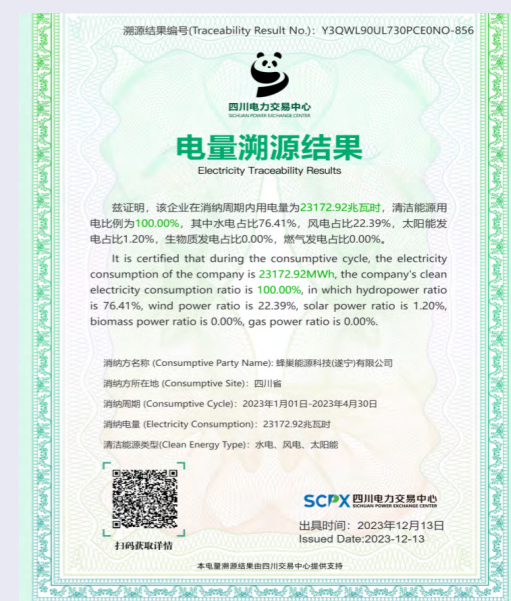 溯源结果编号(Traceability Result No.)：Y3QWL90UL730PCE0NO-856
四川电力交易中心
SICHUAN POWER EXCHANGE CENTER
电量溯源结果
Electricity Traceability Results
兹证明，该企业在消纳周期内用电量为23172.92兆瓦时，清洁能源用
电比例为100.00%，其中水电占比76.41%，风电占比22.39%，太阳能发
电占比1.20%，生物质发电占比0.00%，燃气发电占比0.00%。
It is certified that during the consumptive cycle, the electricity
consumption of the company is 23172.92MWh, the company's clean
electricity consumption ratio is 100.00%, in which hydropower ratio
is 76.41%, wind power ratio is 22.39%, solar power ratio is 1.20%,
biomass power ratio is 0.00%, gas power ratio is 0.00%.
消纳方名称 (Consumptive Party Name): 蜂巢能源科技(遂宁)有限公司
消纳方所在地 (Consumptive Site)：四川省
消纳周期 (Consumptive Cycle)：2023年1月01日-2023年4月30日
消纳电量 (Electricity Consumption)：23172.92兆瓦时
清洁能源类型(Clean Energy Type)：水电、风电、太阳能
扫码获取详情
SCPX 四川电力交易中心
SICHUAN POWER EXCHANGE CENTER
出具时间：2023年12月13日
Issued Date:2023-12-13
本电量溯源结果由四川交易中心提供支持